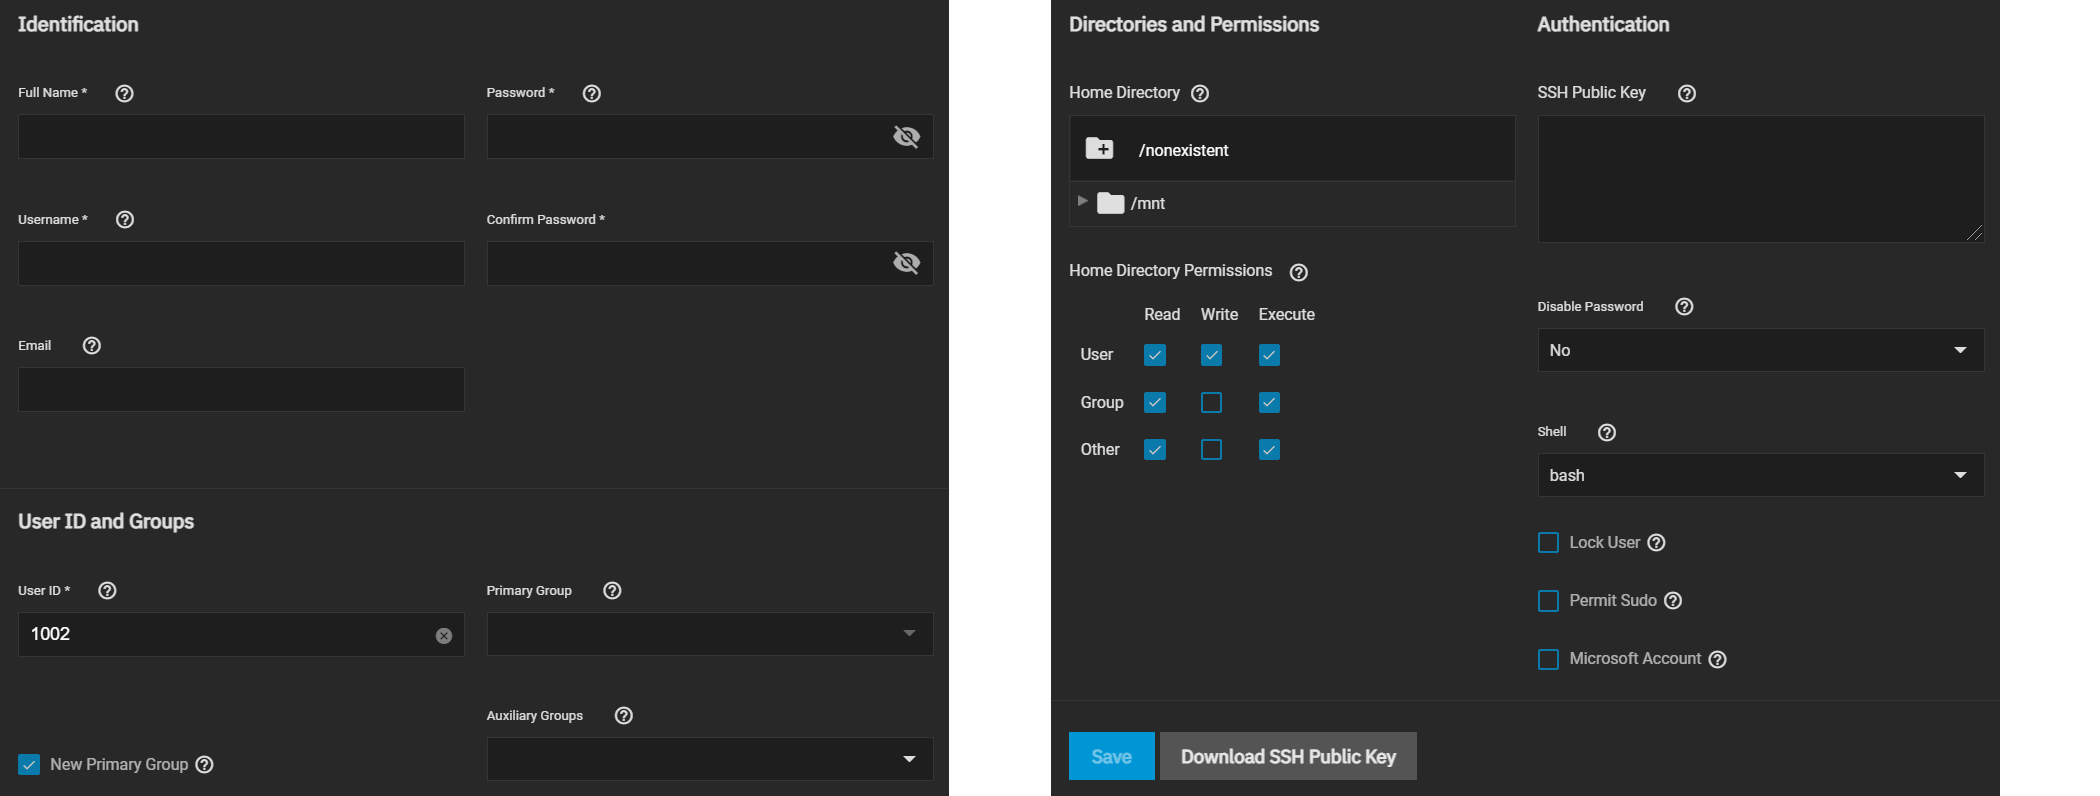 Identification
Full Name *
Password *
Username *
Confirm Password *
Email
User ID and Groups
User ID *
Primary Group
1002
Auxiliary Groups
New Primary Group
Directories and Permissions
Authentication
Home Directory
SSH Public Key
/nonexistent
/mnt
Home Directory Permissions
Read Write Execute
User
Group
Other
Disable Password
No
Shell
bash
Lock User
Permit Sudo
Microsoft Account
Save
Download SSH Public Key